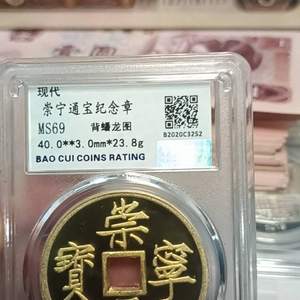 现代
崇宁通宝纪念章
MS69 背蟠龙图
40.0**3.0mm*23.8g
BAO CUI COINS RATING
B2020C3252
崇
寶 寧